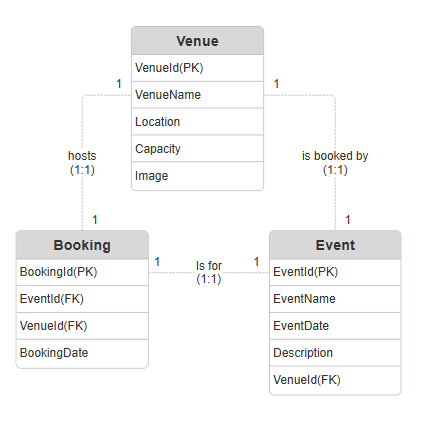 Venue
VenueId(PK)
VenueName
Location
Capacity
Image
1
1
hosts
(1:1)
is booked by
(1:1)
1
1
Booking
BookingId(PK)
EventId(FK)
VenueId(FK)
BookingDate
1
Is for
(1:1)
1
Event
EventId(PK)
EventName
EventDate
Description
VenueId(FK)